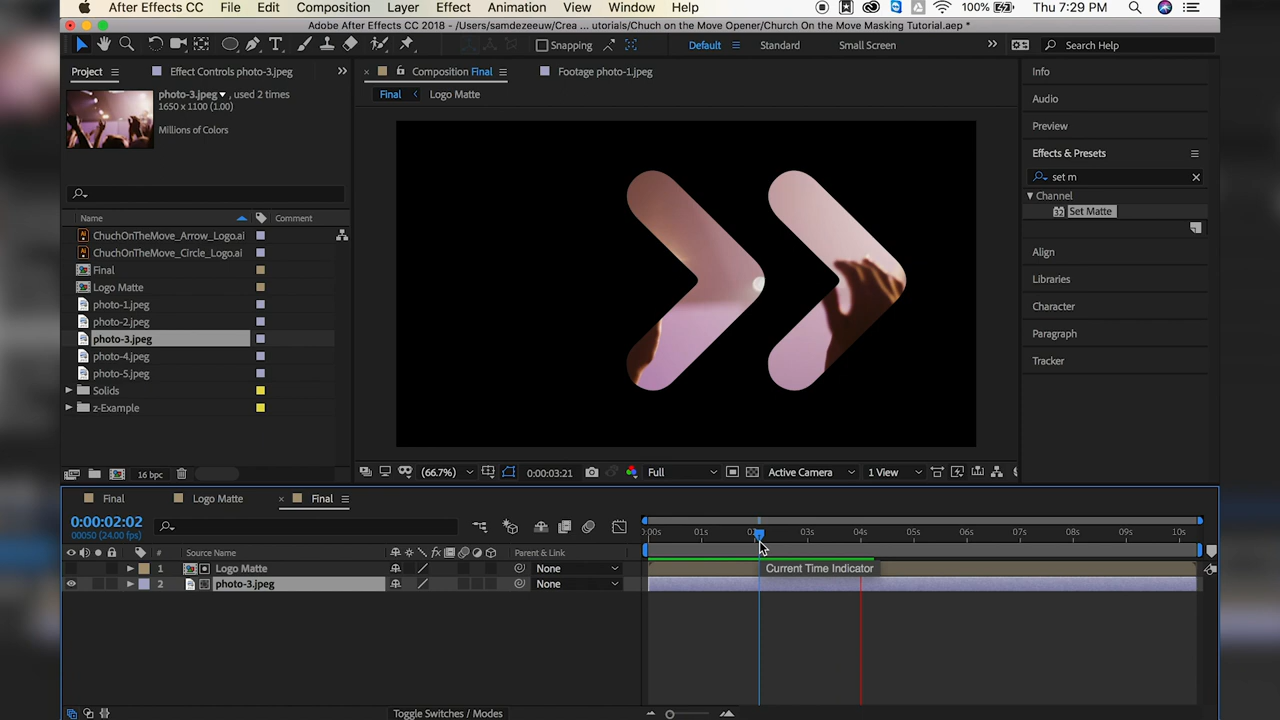 After Effects CC File Edit Composition Layer Effect Animation View Window Help 100% Thu 7:29 PM
Adobe After Effects CC 2018 - /Users/samdezeeuw/Crea ... utorials/Chuch on the Move Opener/Church On the Move Masking Tutorial.aep *
Snapping Default Standard Small Screen Search Help
Project Effect Controls photo-3.jpeg Composition Final Footage photo-1.jpeg Info
photo-3.jpeg , used 2 times Final Logo Matte
1650 x 1100 (1.00) Audio
Millions of Colors Preview
Effects & Presets
set m
Channel
32 Set Matte
Name Comment
ChuchOnTheMove_Arrow_Logo.ai
ChuchOnTheMove_Circle_Logo.ai Align
Final
Logo Matte Libraries
photo-1.jpeg Character
photo-2.jpeg
photo-3.jpeg Paragraph
photo-4.jpeg Tracker
photo-5.jpeg
Solids
z-Example
16 bpc (66.7%) 0:00:03:21 Full Active Camera 1 View
Final Logo Matte Final
0:00:02:02
00050 (24.00 fps) :00s 01s 02s 03s 04s 05s 06s 07s 08s 09s 10s
# Source Name Parent & Link
1 Logo Matte None Current Time Indicator
2 photo-3.jpeg None
Toggle Switches / Modes